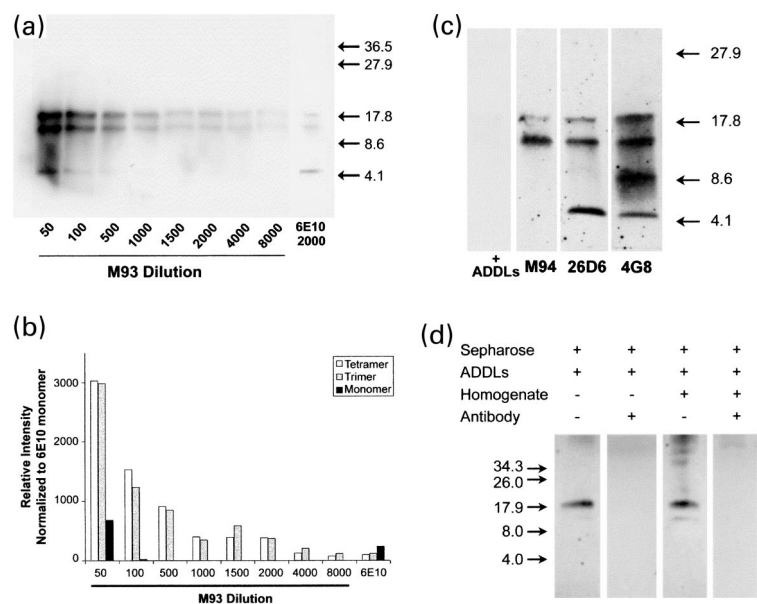 (a)
36.5
27.9
17.8
8.6
4.1
50 100 500 1000 1500 2000 4000 8000 6E10 2000
M93 Dilution
(b)
Relative Intensity
Normalized to 6E10 monomer
3000
2000
1000
0
Tetramer
Trimer
Monomer
50 100 500 1000 1500 2000 4000 8000 6E10
M93 Dilution
(c)
27.9
17.8
8.6
4.1
+
ADDLs M94 26D6 4G8
(d)
Sepharose + + + +
ADDLs + + + +
Homogenate - - + +
Antibody - + - +
34.3
26.0
17.9
8.0
4.0